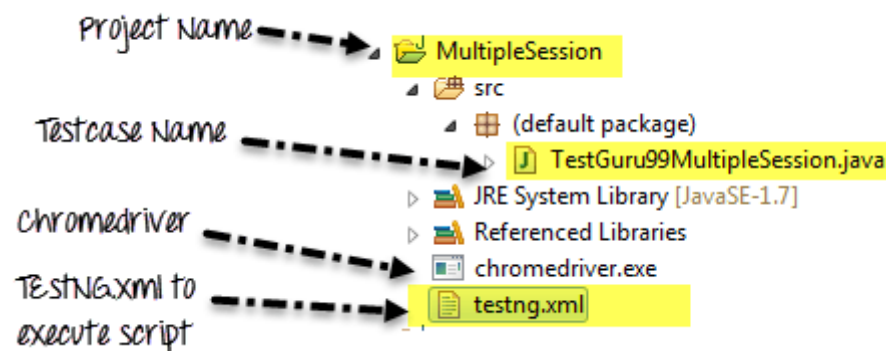 Project Name
MultipleSession
src
(default package)
Testcase Name
TestGuru99MultipleSession.java
JRE System Library [JavaSE-1.7]
Chromedriver
Referenced Libraries
chromedriver.exe
TestNG.xml to
execute script
testng.xml